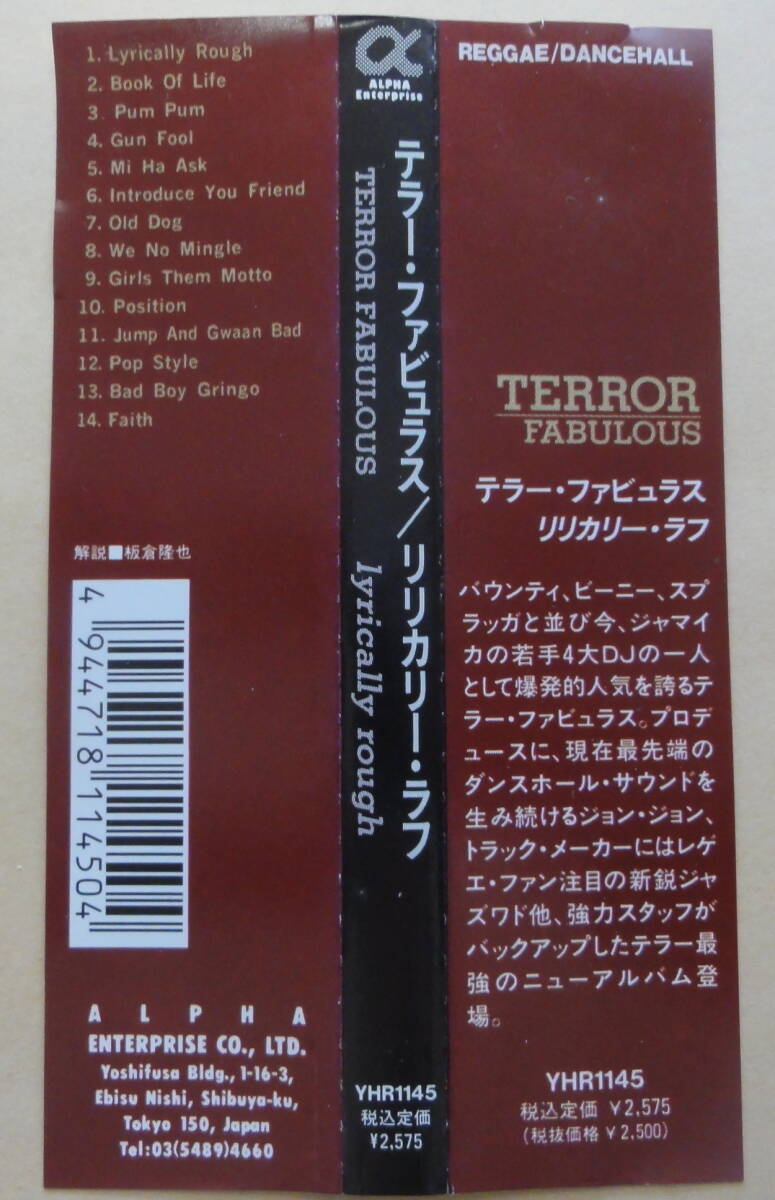 1. Lyrically Rough
2. Book Of Life
3. Pum Pum
4. Gun Fool
5. Mi Ha Ask
6. Introduce You Friend
7. Old Dog
8. We No Mingle
9. Girls Them Motto
10. Position
11. Jump And Gwaan Bad
12. Pop Style
13. Bad Boy Gringo
14. Faith
解説■板倉隆也
4 944718 114504
ALPHA
ENTERPRISE CO., LTD.
Yoshifusa Bldg., 1-16-3,
Ebisu Nishi, Shibuya-ku,
Tokyo 150, Japan
Tel:03(5489)4660
α
ALPHA
Enterprise
テラー・ファビュラス/リリカリー・ラフ
TERROR FABULOUS lyrically rough
YHR1145
税込定価
¥2,575
REGGAE/DANCEHALL
TERROR
FABULOUS
テラー・ファビュラス
リリカリー・ラフ
バウンティ、ビーニー、スプ
ラッガと並び今、ジャマイ
カの若手4大DJの一人
として爆発的人気を誇るテ
ラー・ファビュラス。プロデ
ュースに、現在最先端の
ダンスホール・サウンドを
生み続けるジョン・ジョン、
トラック・メーカーにはレゲ
エ・ファン注目の新鋭ジャ
ズワド他、強力スタッフが
バックアップしたテラー最
強のニューアルバム登
場。
YHR1145
税込定価 ¥2,575
(税抜価格¥2,500)